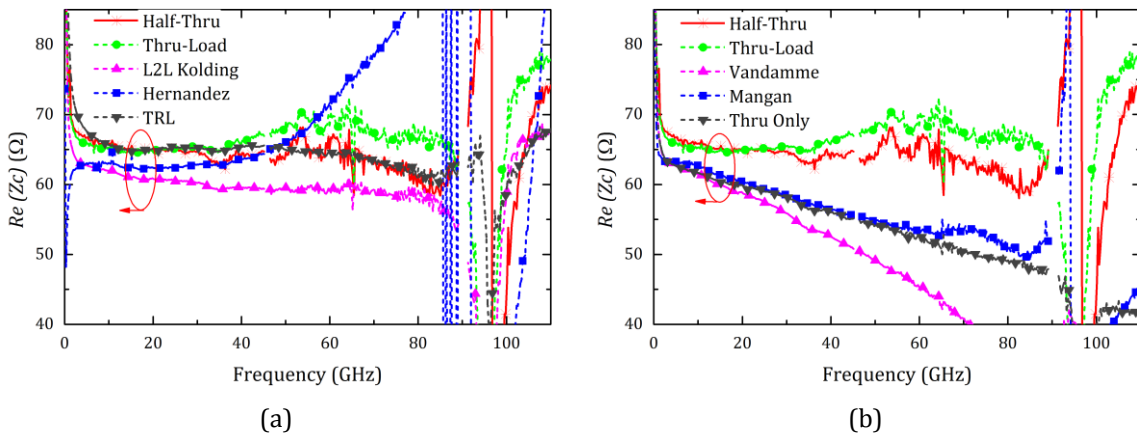 Half-Thru
Thru-Load
L2L Kolding
Hernandez
TRL
80
70
60
50
40
Re (Zc) (Ω)
0 20 40 60 80 100
Frequency (GHz)
(a)
Half-Thru
Thru-Load
Vandamme
Mangan
Thru Only
80
70
60
50
40
Re (Zc) (Ω)
0 20 40 60 80 100
Frequency (GHz)
(b)